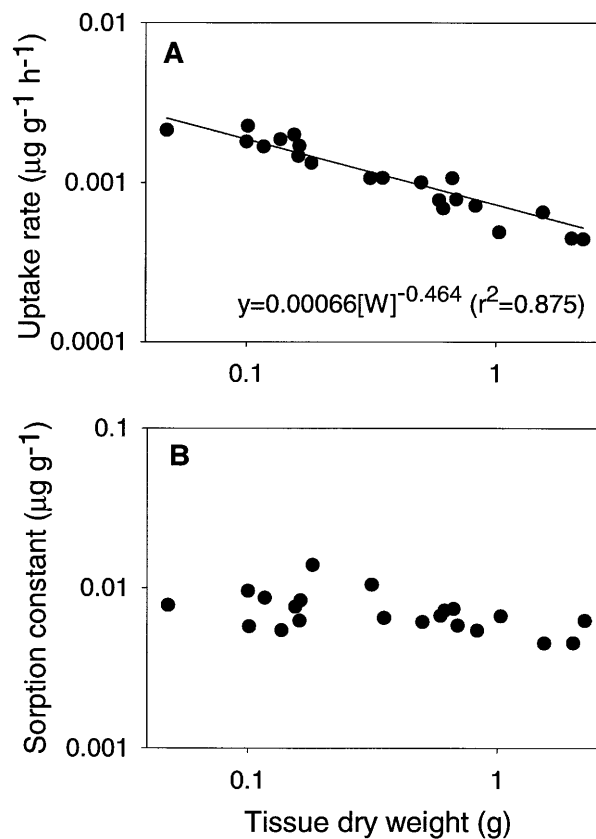 0.01
A
0.001
0.0001
Uptake rate (µg g⁻¹ h⁻¹)
y=0.00066[W]⁻⁰·⁴⁶⁴ (r²=0.875)
0.1 1
0.1
B
0.01
0.001
Sorption constant (µg g⁻¹)
0.1 1
Tissue dry weight (g)